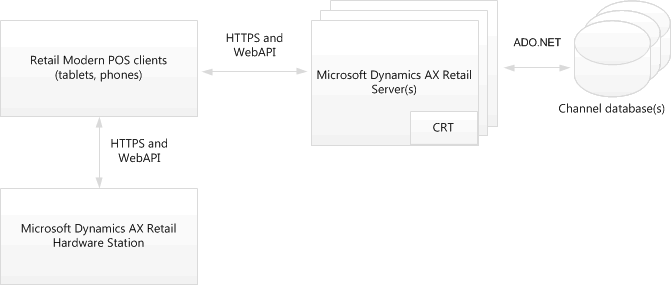 HTTPS and
WebAPI
ADO.NET
Retail Modern POS clients
(tablets, phones)
Microsoft Dynamics AX Retail
Server(s)
CRT
Channel database(s)
HTTPS and
WebAPI
Microsoft Dynamics AX Retail
Hardware Station